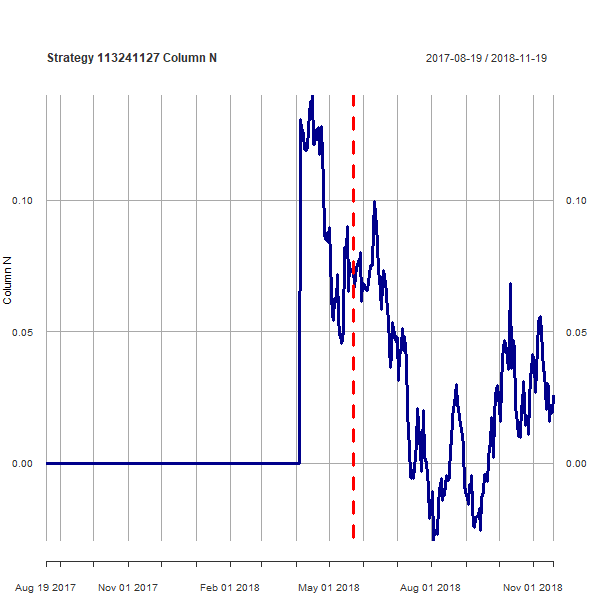 Strategy 113241127 Column N
2017-08-19 / 2018-11-19
Column N
0.10
0.10
0.05
0.05
0.00
0.00
Aug 19 2017
Nov 01 2017
Feb 01 2018
May 01 2018
Aug 01 2018
Nov 01 2018